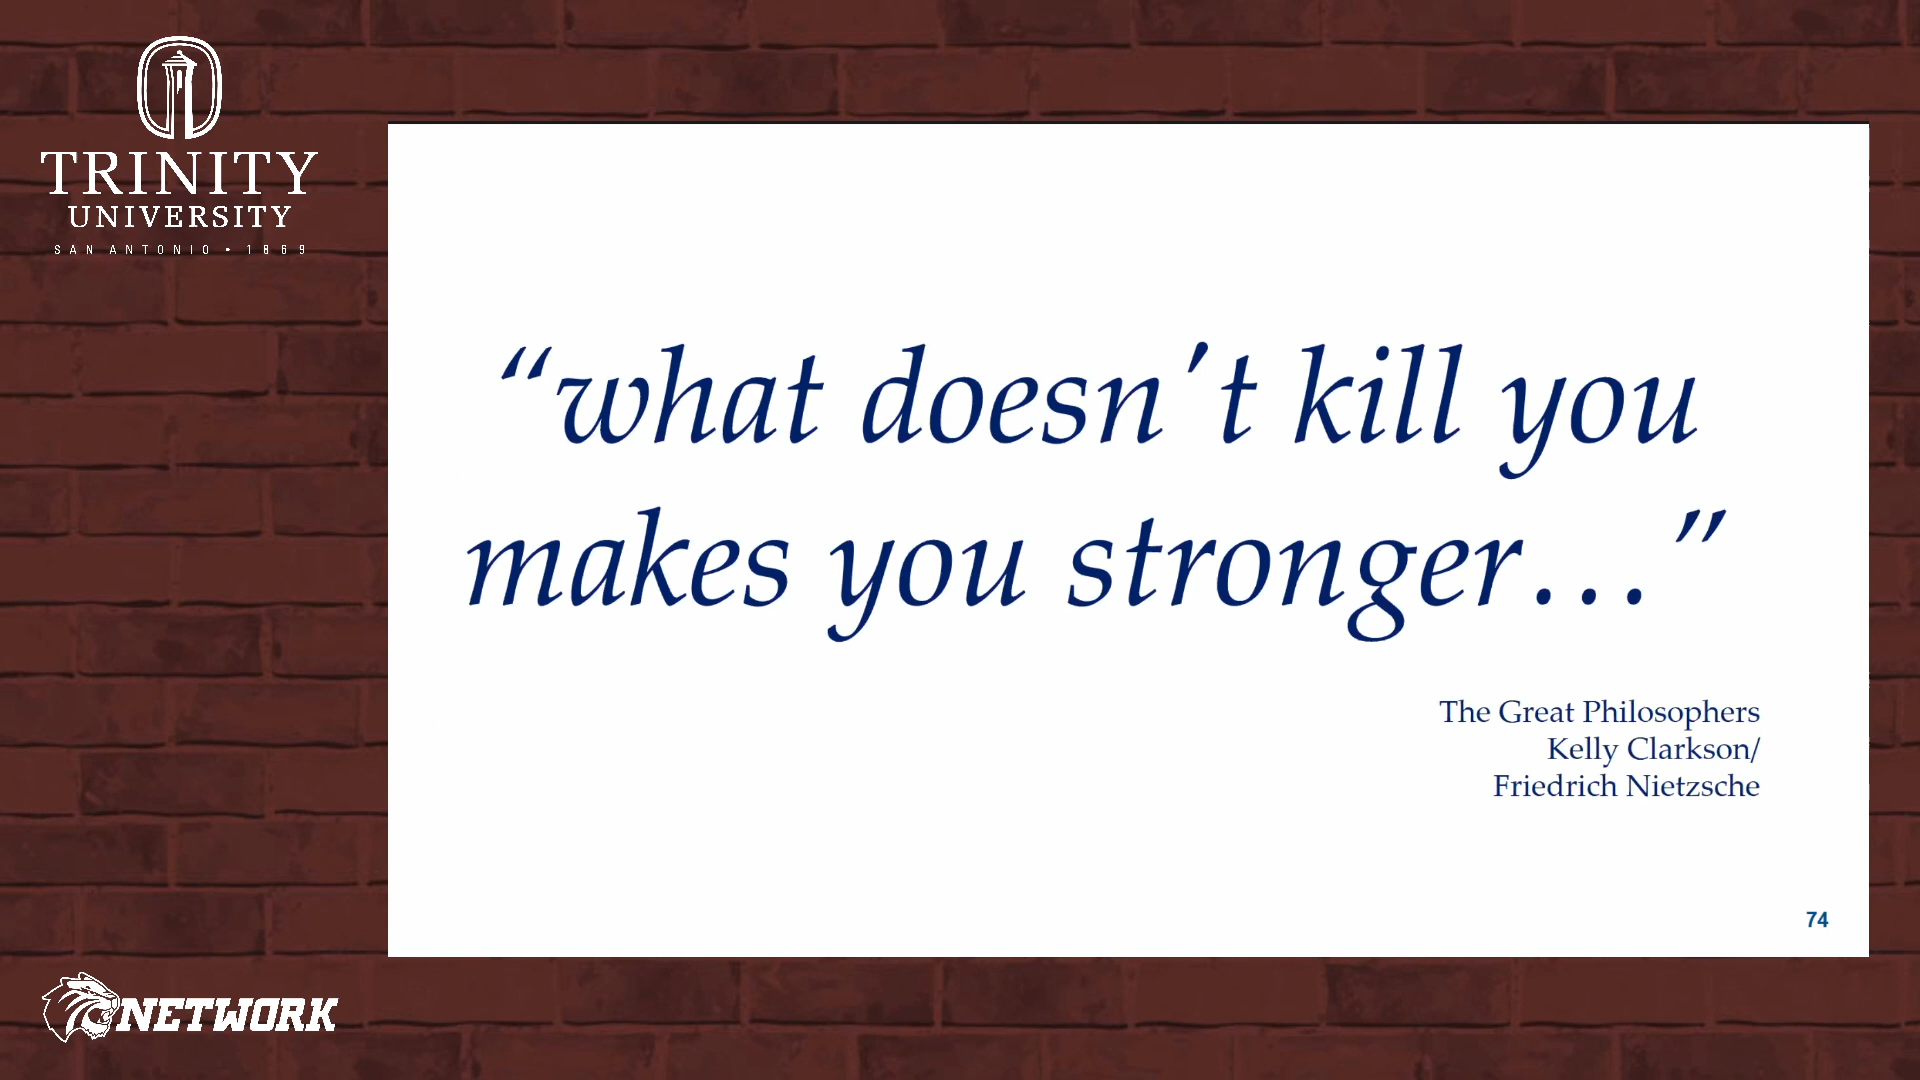 TRINITY
UNIVERSITY
SAN ANTONIO • 1869
“what doesn’t kill you
makes you stronger…”
The Great Philosophers
Kelly Clarkson/
Friedrich Nietzsche
74
NETWORK